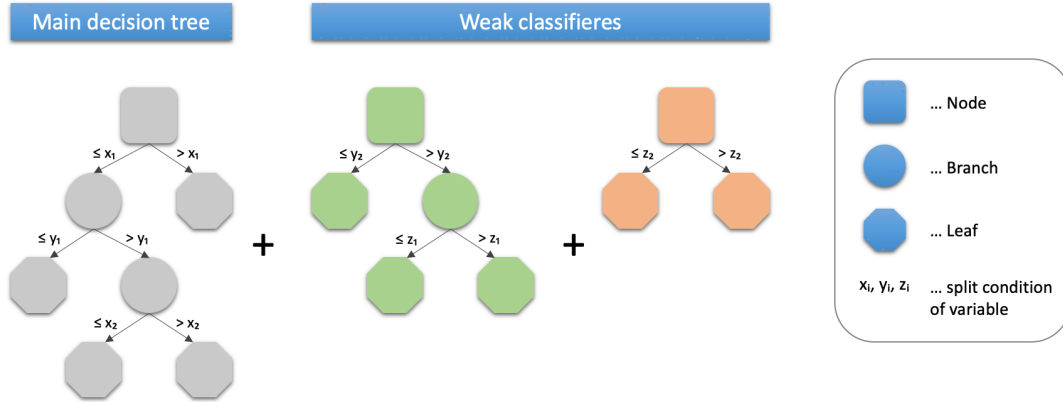 Main decision tree
Weak classifieres
≤ x₁
> x₁
≤ y₁
> y₁
≤ x₂
> x₂
+
≤ y₂
> y₂
≤ z₁
> z₁
+
≤ z₂
> z₂
... Node
... Branch
... Leaf
xᵢ, yᵢ, zᵢ ... split condition
of variable